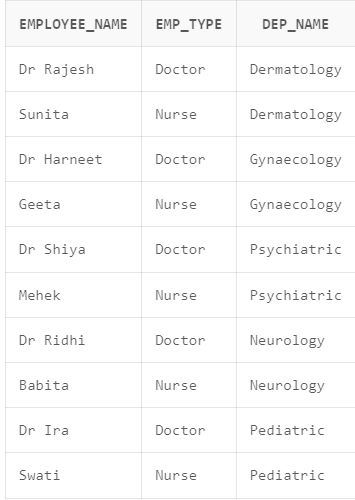 EMPLOYEE_NAME EMP_TYPE DEP_NAME
Dr Rajesh Doctor Dermatology
Sunita Nurse Dermatology
Dr Harneet Doctor Gynaecology
Geeta Nurse Gynaecology
Dr Shiya Doctor Psychiatric
Mehek Nurse Psychiatric
Dr Ridhi Doctor Neurology
Babita Nurse Neurology
Dr Ira Doctor Pediatric
Swati Nurse Pediatric